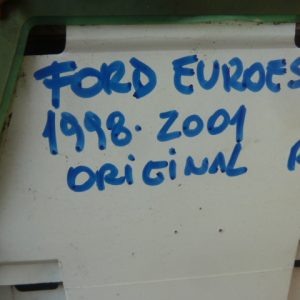 FORD EUROES
1998. 2001
ORIGINAL R